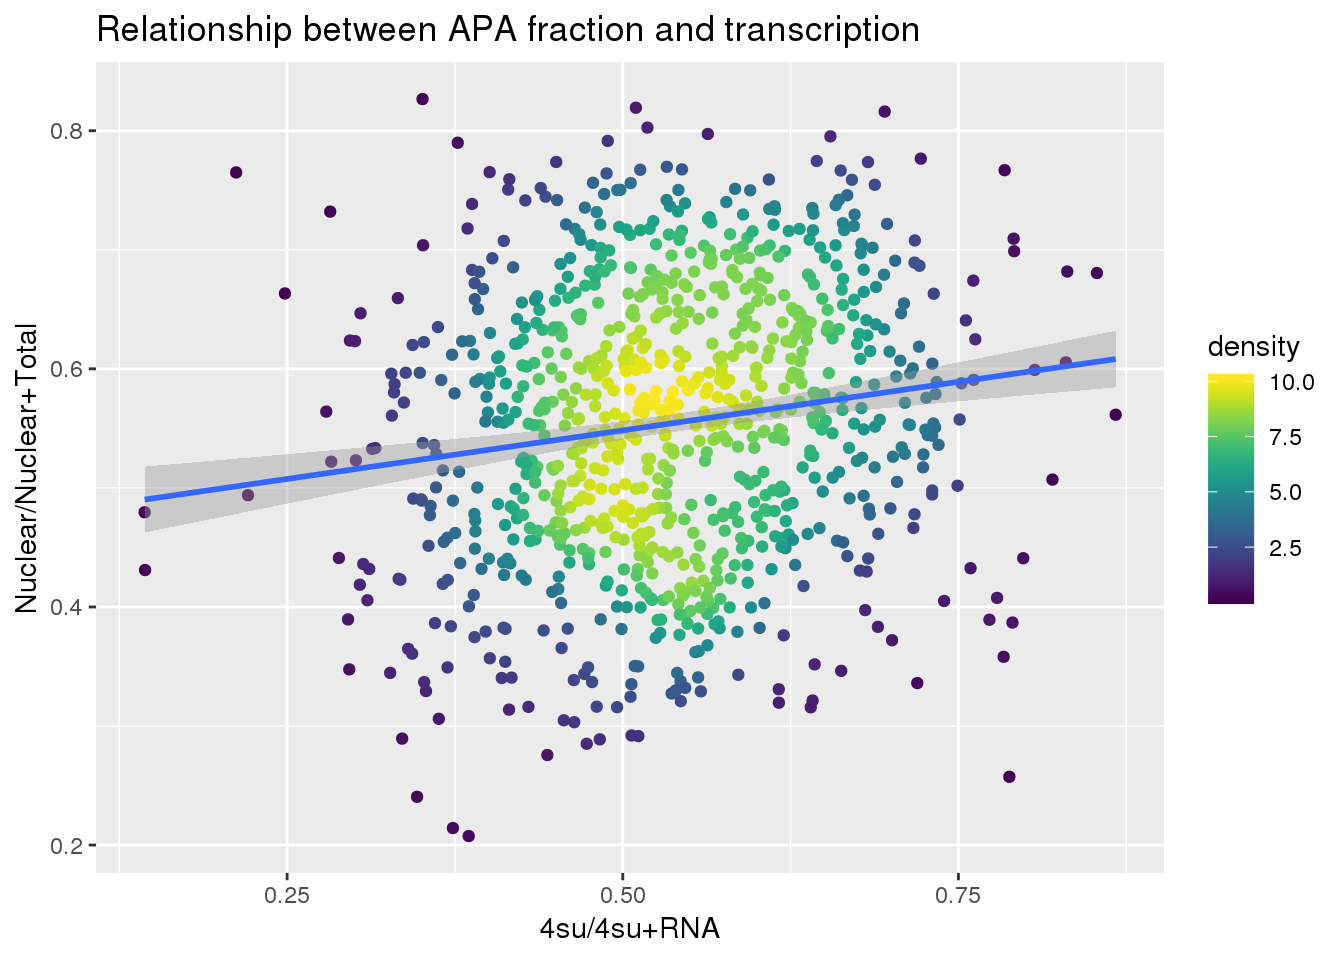 Relationship between APA fraction and transcription
Nuclear/Nuclear+Total
0.8
0.6
0.4
0.2
0.25
0.50
0.75
4su/4su+RNA
density
10.0
7.5
5.0
2.5